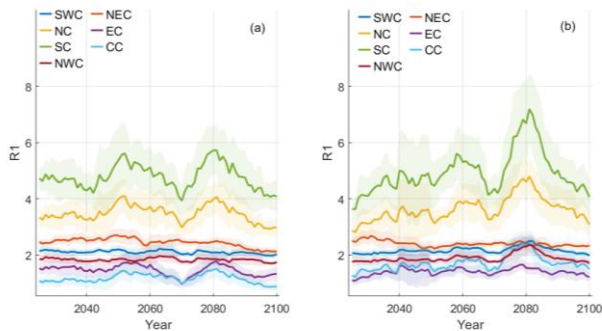 SWC NEC
NC EC
SC CC
NWC
(a)
8
6
4
2
R1
2040 2060 2080 2100
Year
SWC NEC
NC EC
SC CC
NWC
(b)
8
6
4
2
R1
2040 2060 2080 2100
Year